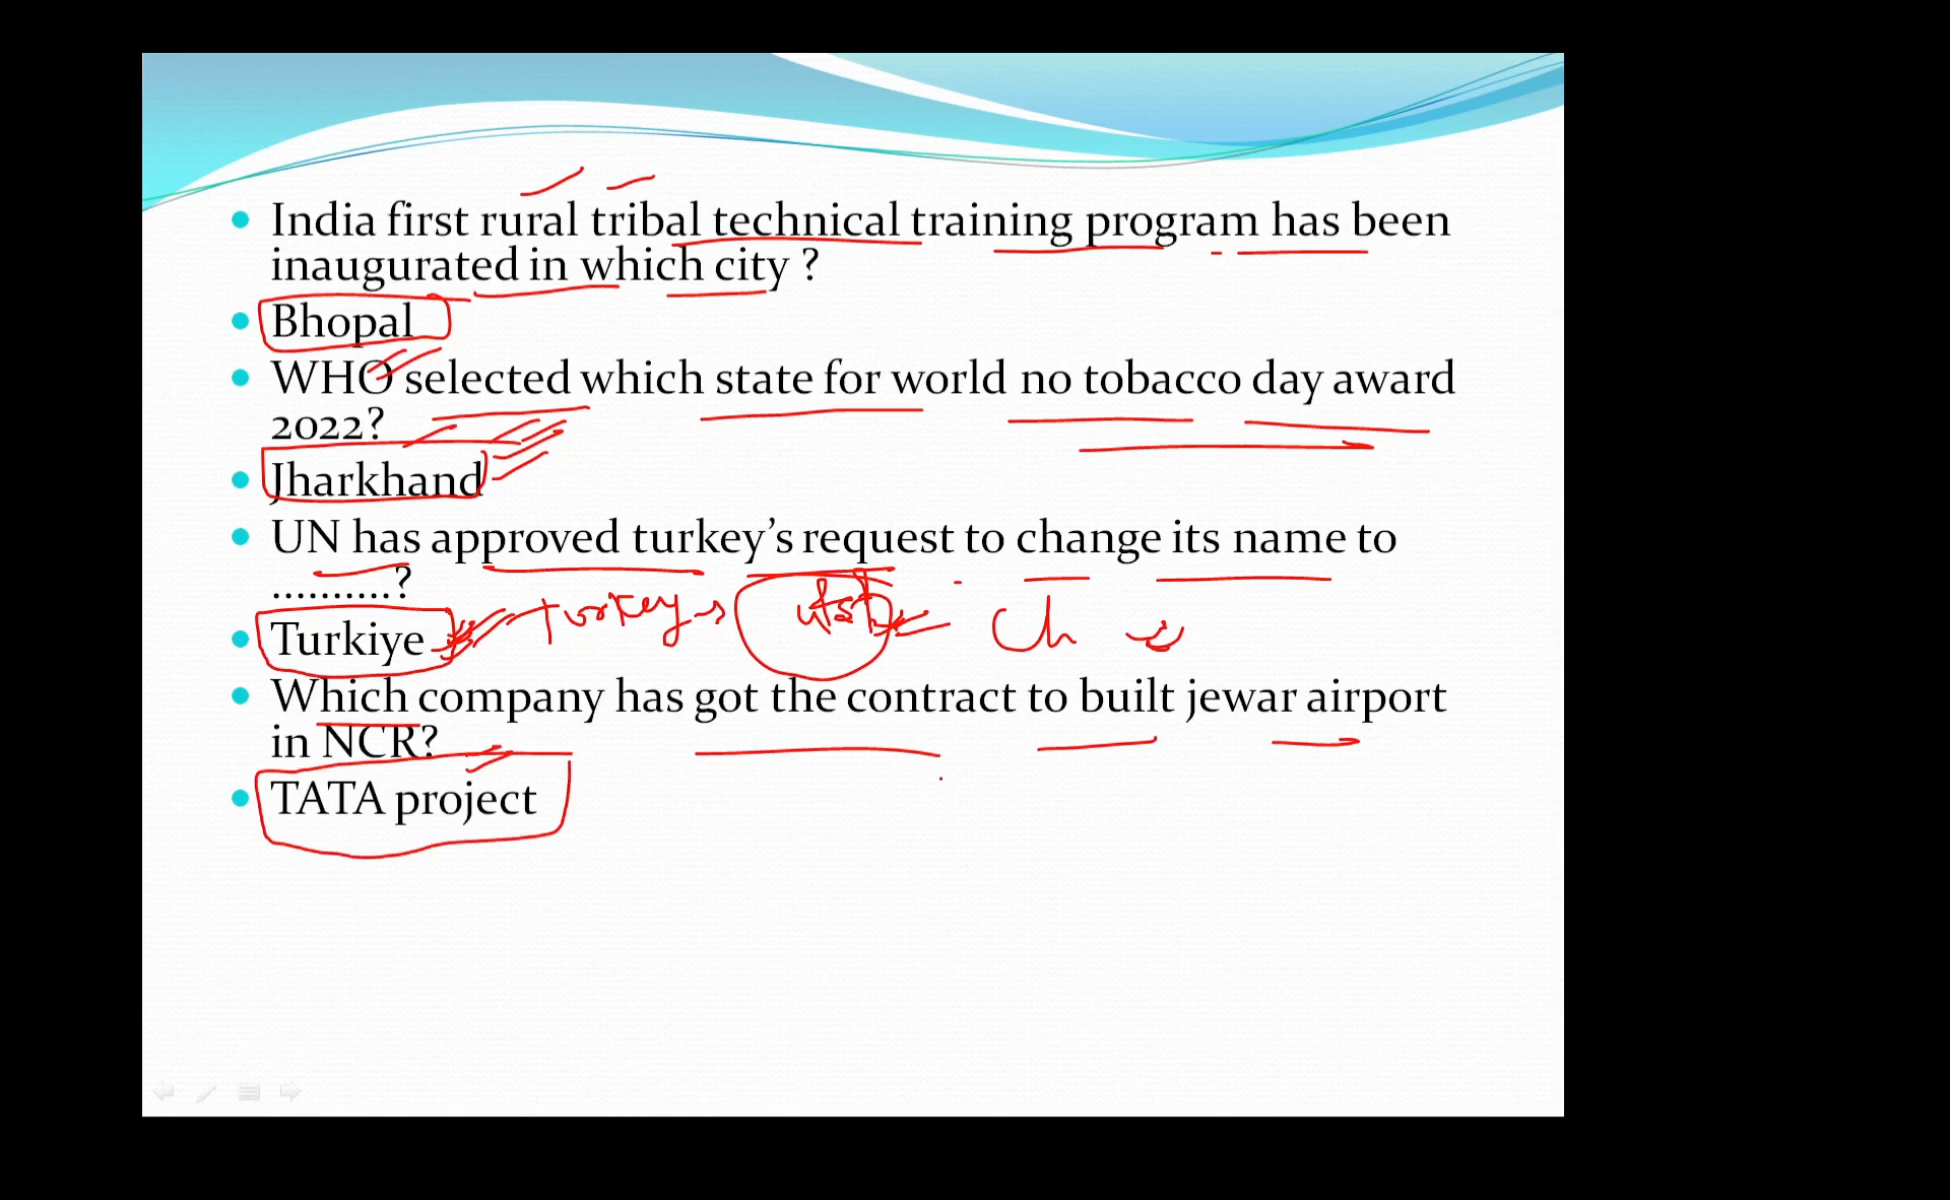 India first rural tribal technical training program has been
inaugurated in which city ?
Bhopal
WHO selected which state for world no tobacco day award
2022?
Jharkhand
UN has approved turkey’s request to change its name to
..........?
Turkiye turkey Ch
Which company has got the contract to built jewar airport
in NCR?
TATA project